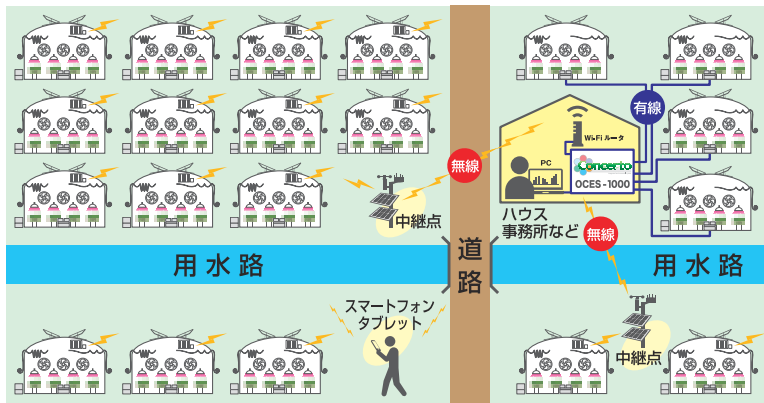 有線
Wi-Fi ルータ
無線
PC
Concerto
OCES-1000
中継点
ハウス
事務所など
無線
道路
用水路
用水路
スマートフォン
タブレット
中継点